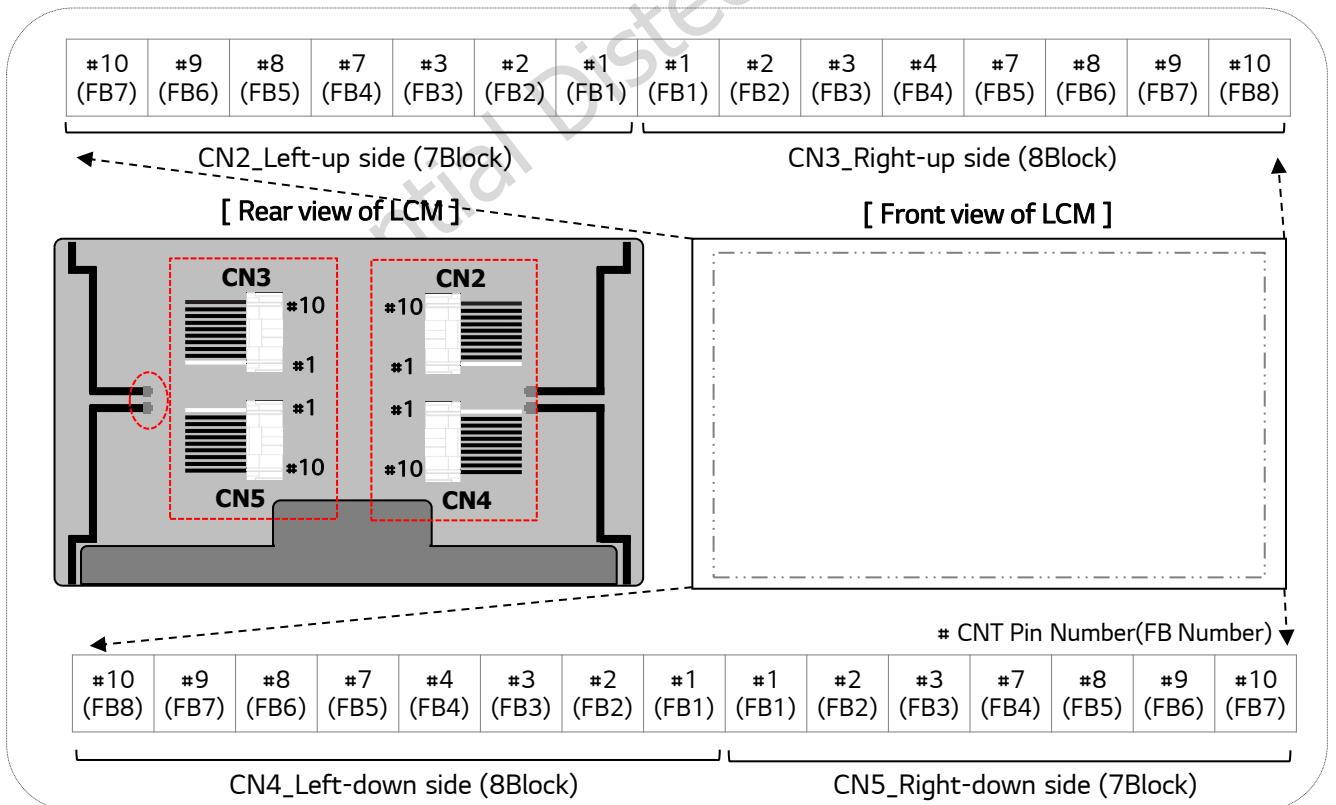 #10 #9 #8 #7 #3 #2 #1 #1 #2 #3 #4 #7 #8 #9 #10
(FB7) (FB6) (FB5) (FB4) (FB3) (FB2) (FB1) (FB1) (FB2) (FB3) (FB4) (FB5) (FB6) (FB7) (FB8)
CN2_Left-up side (7Block) CN3_Right-up side (8Block)
[ Rear view of LCM ] [ Front view of LCM ]
CN3 CN2
#10 #10
#1 #1
#1 #1
#10 #10
CN5 CN4
# CNT Pin Number(FB Number)
#10 #9 #8 #7 #4 #3 #2 #1 #1 #2 #3 #7 #8 #9 #10
(FB8) (FB7) (FB6) (FB5) (FB4) (FB3) (FB2) (FB1) (FB1) (FB2) (FB3) (FB4) (FB5) (FB6) (FB7)
CN4_Left-down side (8Block) CN5_Right-down side (7Block)